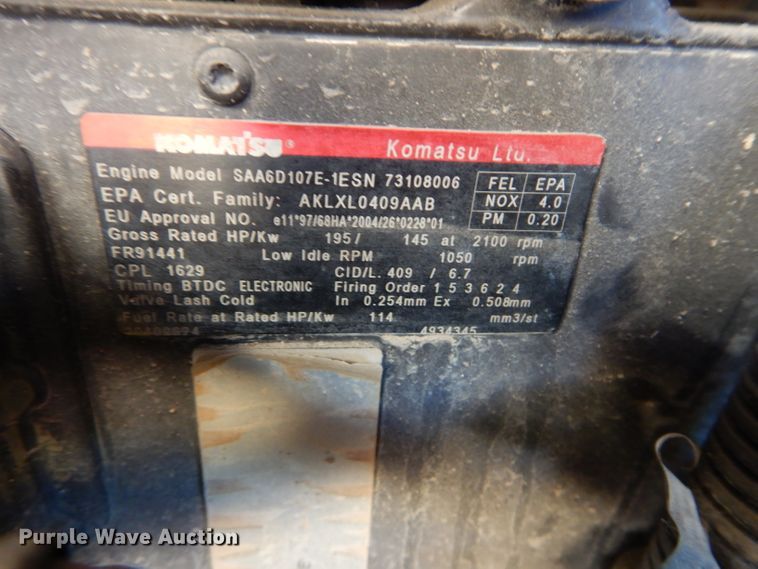 KOMATSU® Komatsu Ltd.
Engine Model SAA6D107E-1ESN 73108006
FEL EPA
EPA Cert. Family: AKLXL0409AAB
NOX 4.0
EU Approval NO. e11*97/68HA*2004/26*0228*01
PM 0.20
Gross Rated HP/Kw 195/ 145 at 2100 rpm
FR91441 Low Idle RPM 1050 rpm
CPL 1629 CID/L. 409 / 6.7
Timing BTDC ELECTRONIC Firing Order 1 5 3 6 2 4
Valve Lash Cold In 0.254mm Ex 0.508mm
Fuel Rate at Rated HP/Kw 114 mm3/st
4934345
Purple Wave Auction